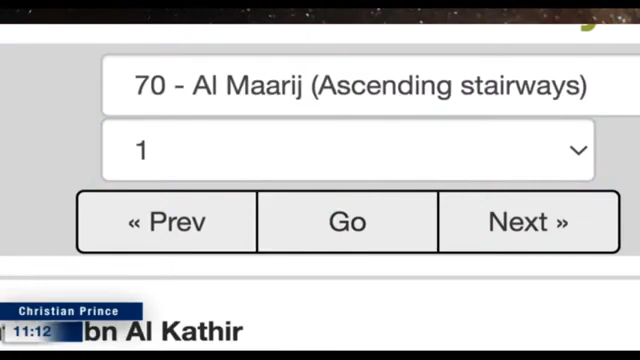 70 - Al Maarij (Ascending stairways)
1
« Prev
Go
Next »
Christian Prince
11:12
bn Al Kathir